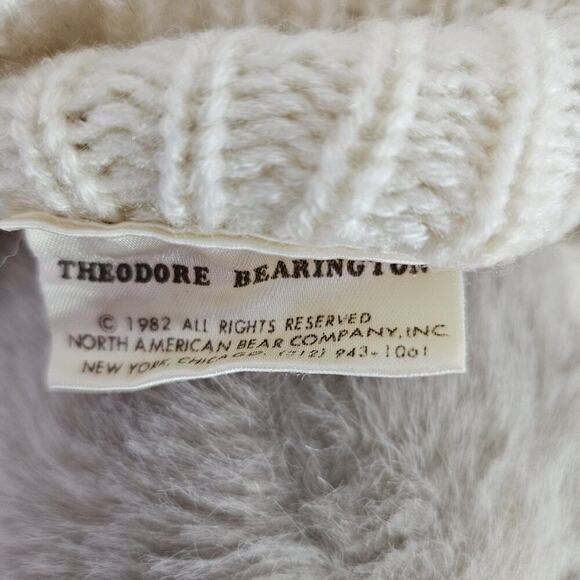 THEODORE BEARINGTON
© 1982 ALL RIGHTS RESERVED
NORTH AMERICAN BEAR COMPANY, INC.
NEW YORK, CHICAGO. (312) 943-1061